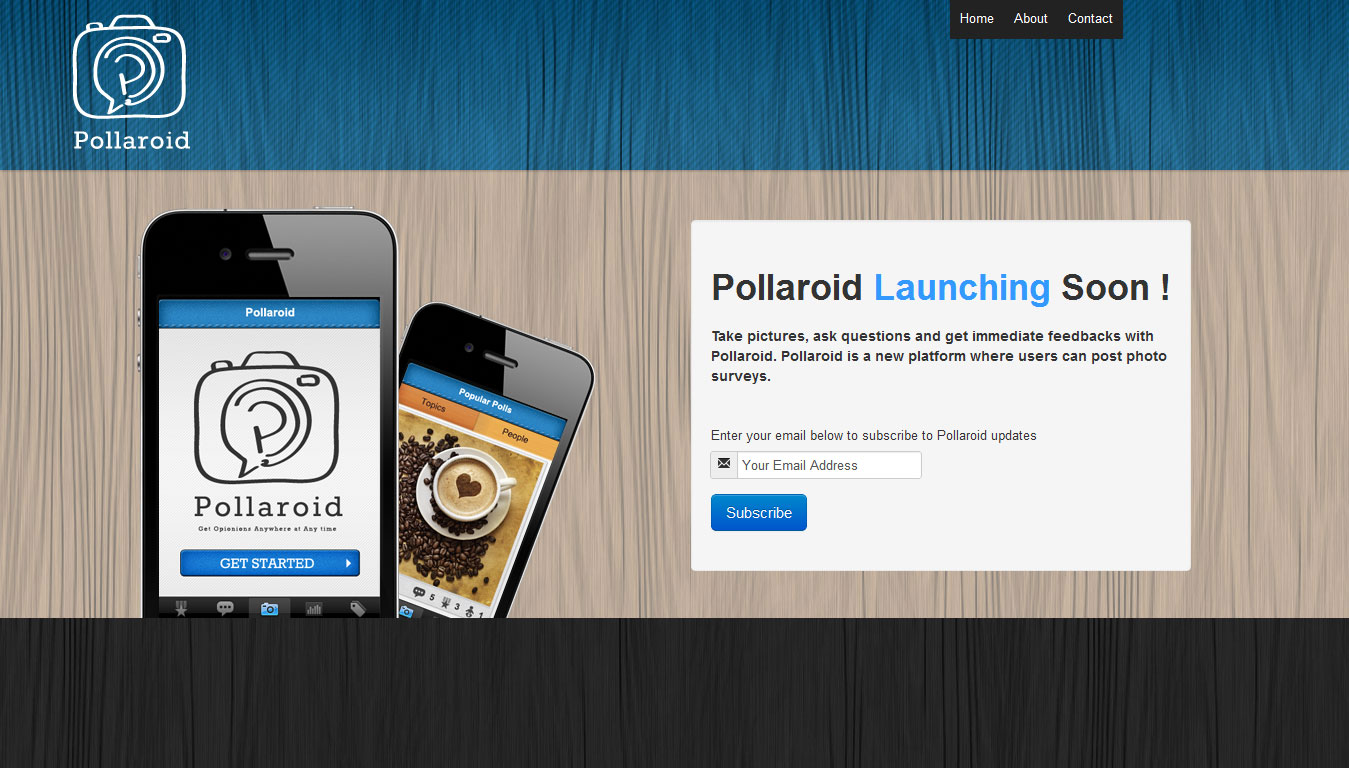 Home About Contact
Pollaroid
Pollaroid
Pollaroid
Get Opionions Anywhere at Any time
GET STARTED
Popular Polls
Topics
People
5 3 1
Pollaroid Launching Soon !
Take pictures, ask questions and get immediate feedbacks with
Pollaroid. Pollaroid is a new platform where users can post photo
surveys.
Enter your email below to subscribe to Pollaroid updates
Your Email Address
Subscribe